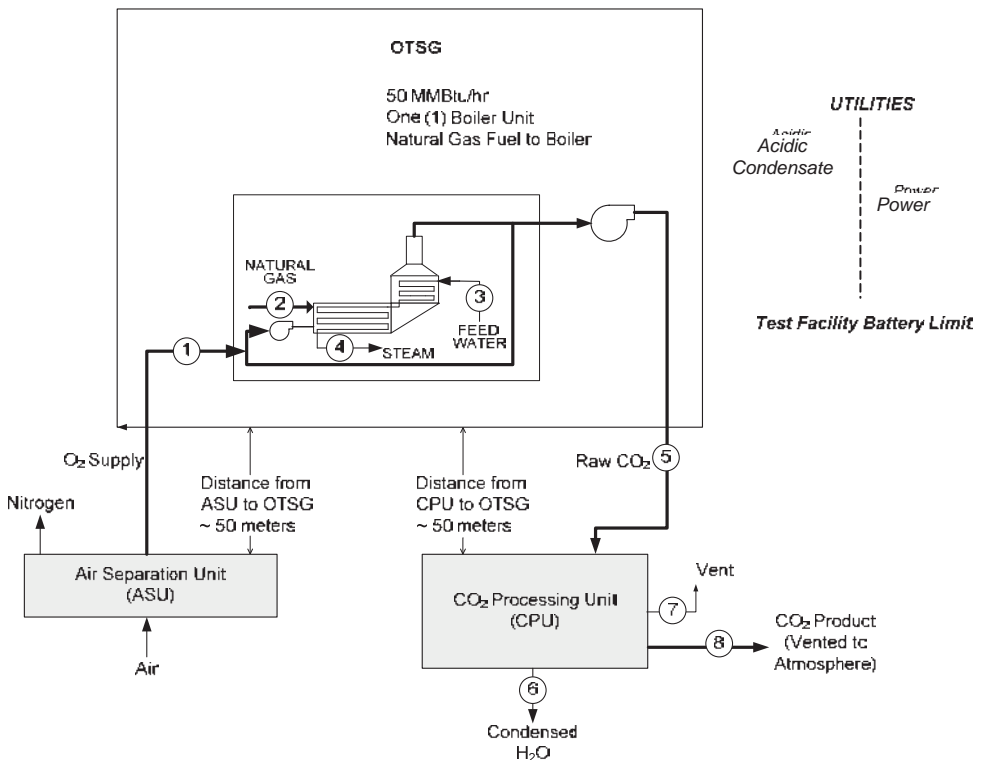 OTSG
50 MMBtu/hr
One (1) Boiler Unit
Natural Gas Fuel to Boiler
UTILITIES
Acidic
Acidic
Condensate
Power
Power
Test Facility Battery Limit
NATURAL
GAS
2
3
FEED
WATER
4
STEAM
1
O₂ Supply
Nitrogen
Distance from
ASU to OTSG
~ 50 meters
Distance from
CPU to OTSG
~ 50 meters
Raw CO₂
5
Air Separation Unit
(ASU)
Air
CO₂ Processing Unit
(CPU)
Vent
7
8
CO₂ Product
(Vented to
Atmosphere)
6
Condensed
H₂O